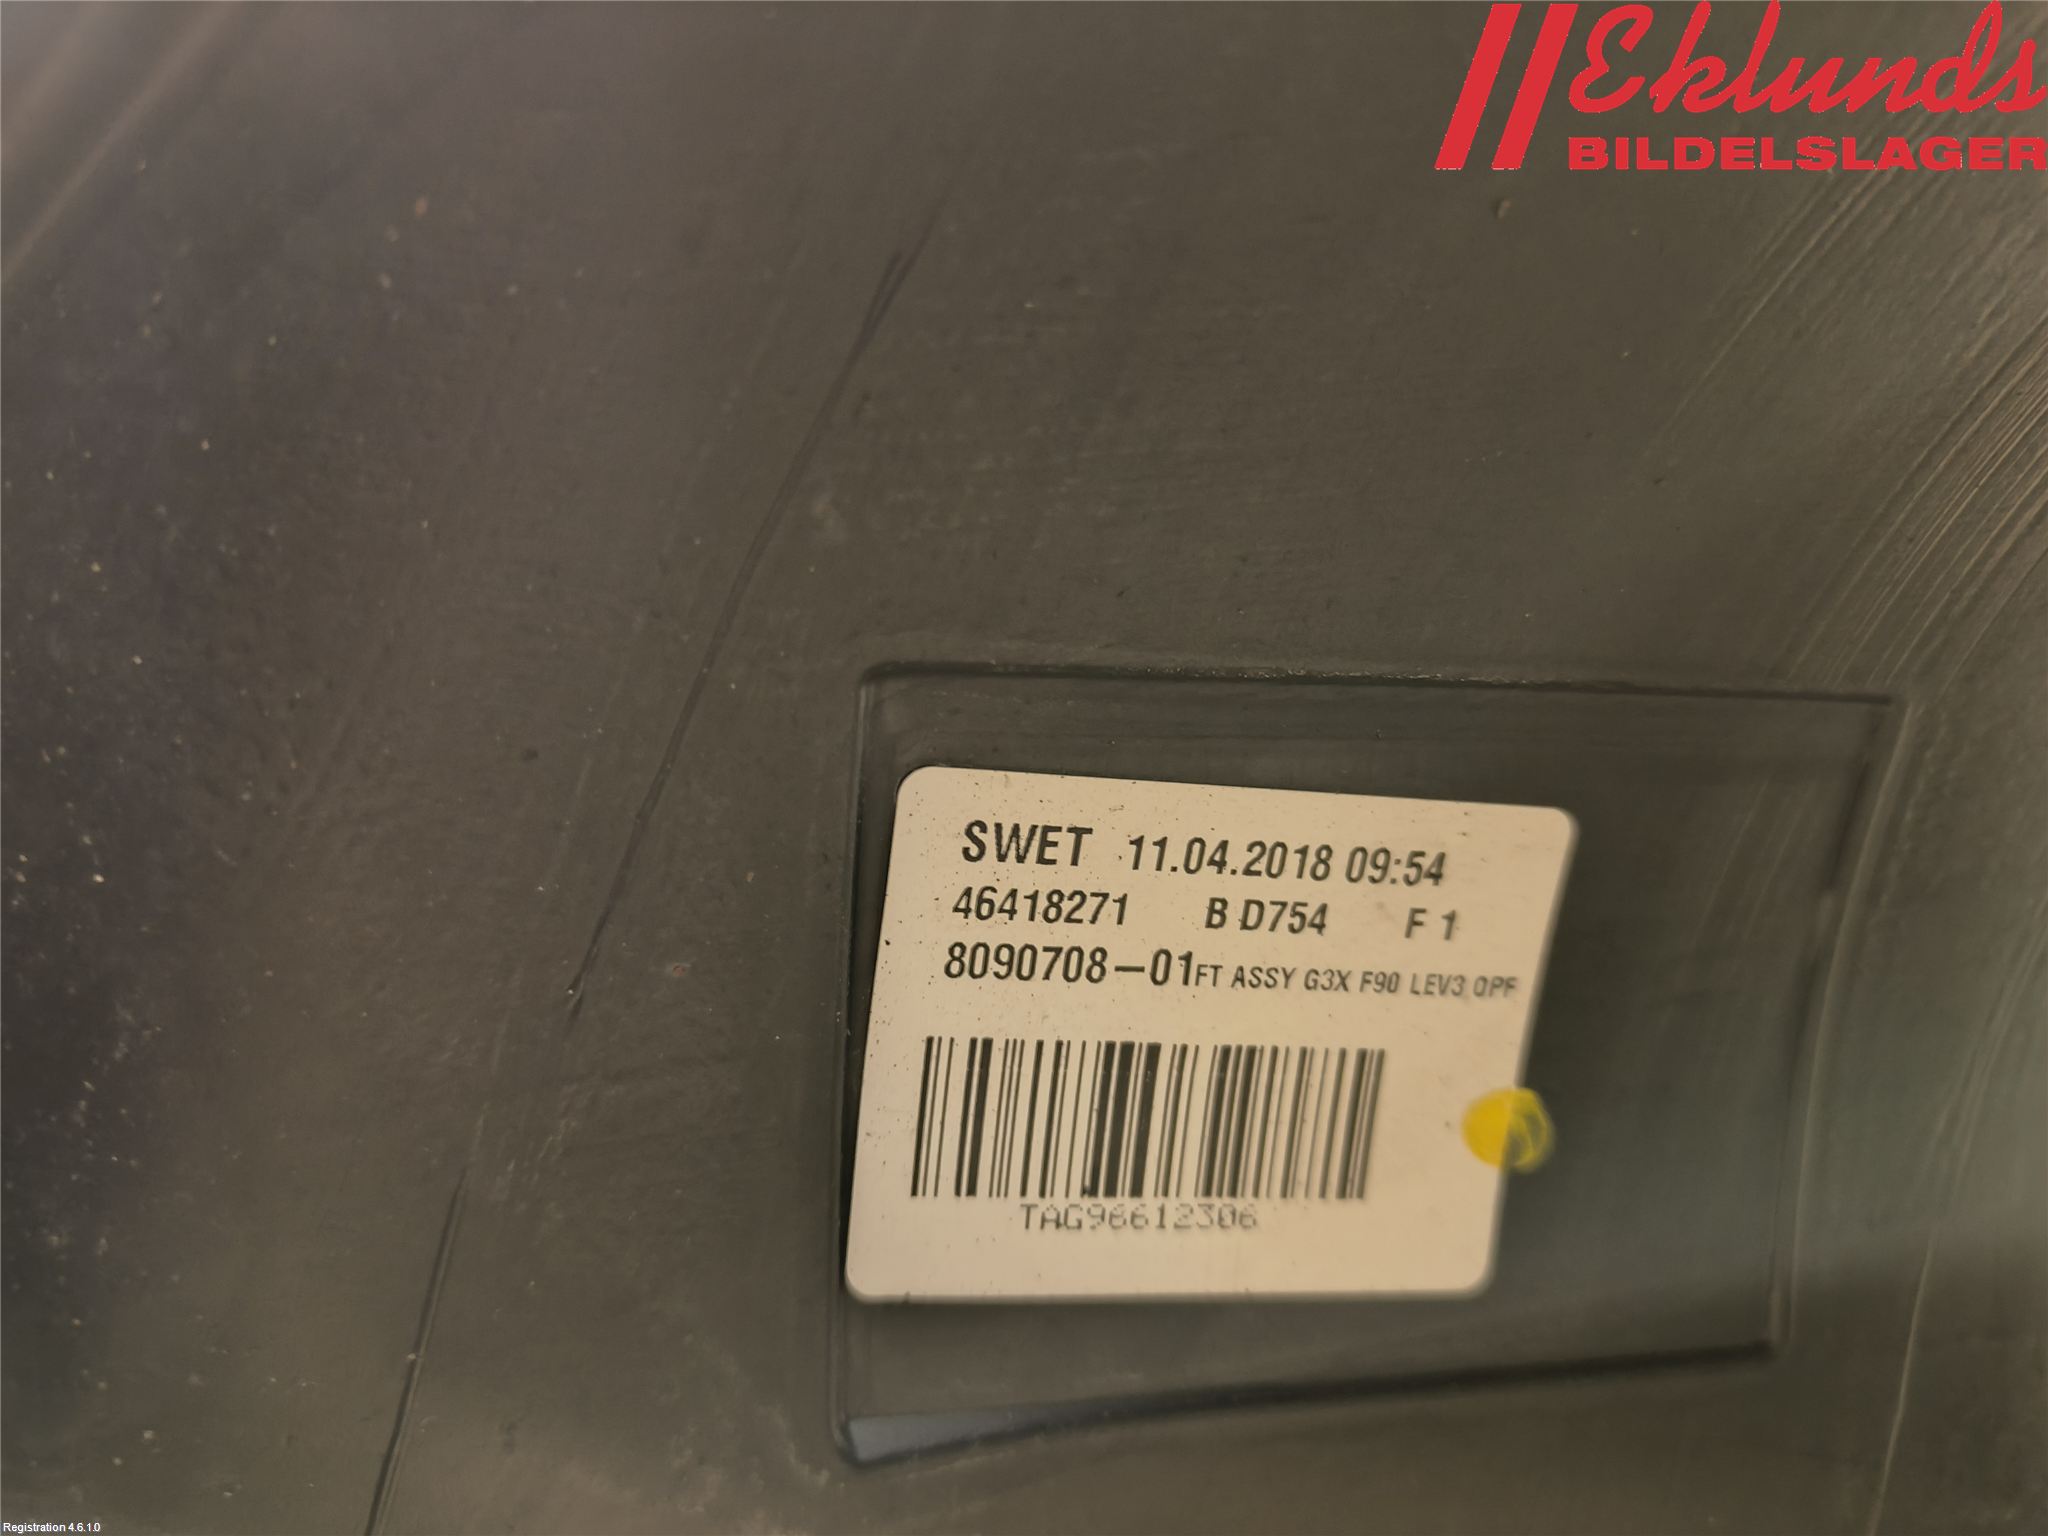 Eklunds
BILDELSLAGER
SWET 11.04.2018 09:54
46418271 B D754 F 1
8090708-01FT ASSY G3X F90 LEV3 OPF
TAG96612306
Registration 4.6.1.0